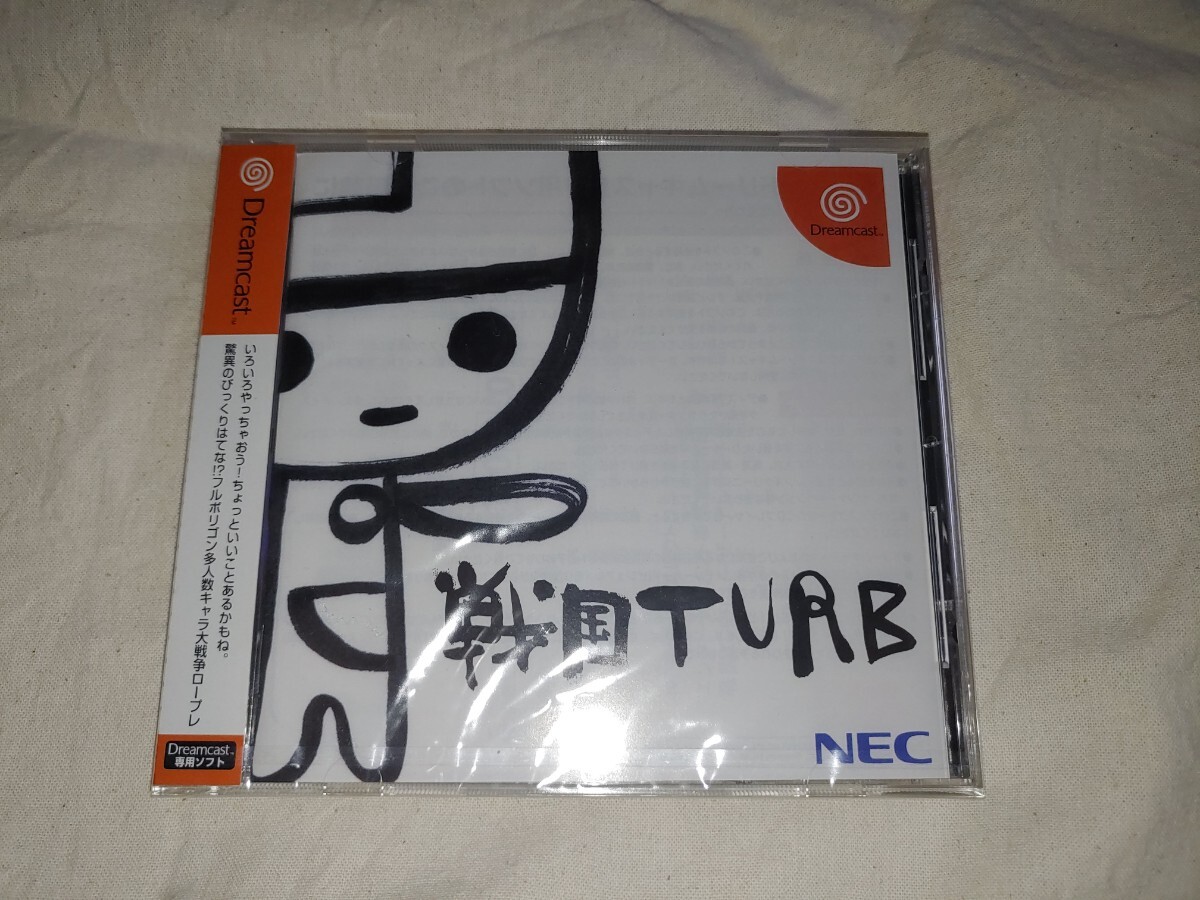 Dreamcast™
いろいろやっちゃおう!ちょっといいことあるかもね。
驚異のびっくりはてな!?フルポリゴン多人数キャラ大戦争ロープレ
Dreamcast™
専用ソフト
Dreamcast™
戦国TURB
NEC